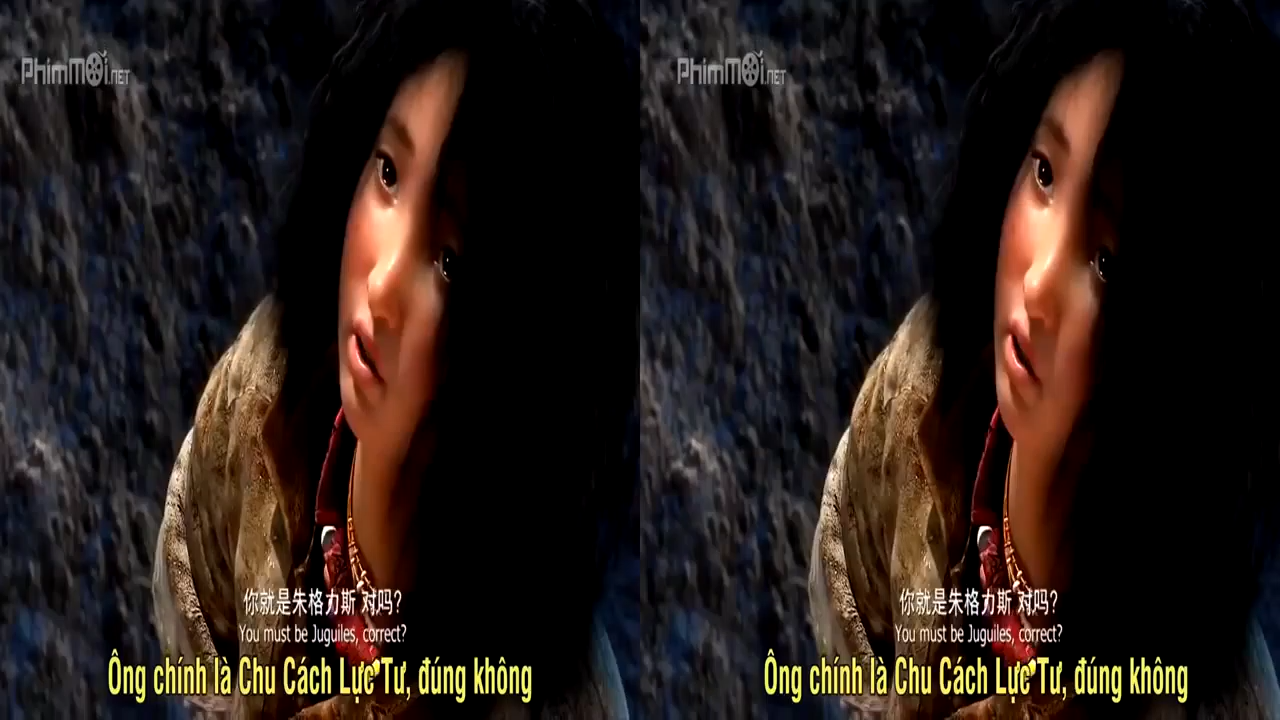 PhimMỡi.NET
PhimMỡi.NET
你就是朱格力斯 对吗?
You must be Juguiles, correct?
Ông chính là Chu Cách Lực Tư, đúng không
你就是朱格力斯 对吗?
You must be Juguiles, correct?
Ông chính là Chu Cách Lực Tư, đúng không